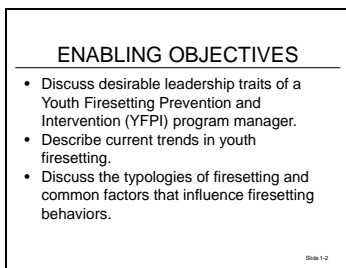 ENABLING OBJECTIVES
• Discuss desirable leadership traits of a
Youth Firesetting Prevention and
Intervention (YFPI) program manager.
• Describe current trends in youth
firesetting.
• Discuss the typologies of firesetting and
common factors that influence firesetting
behaviors.
Slide 1-2